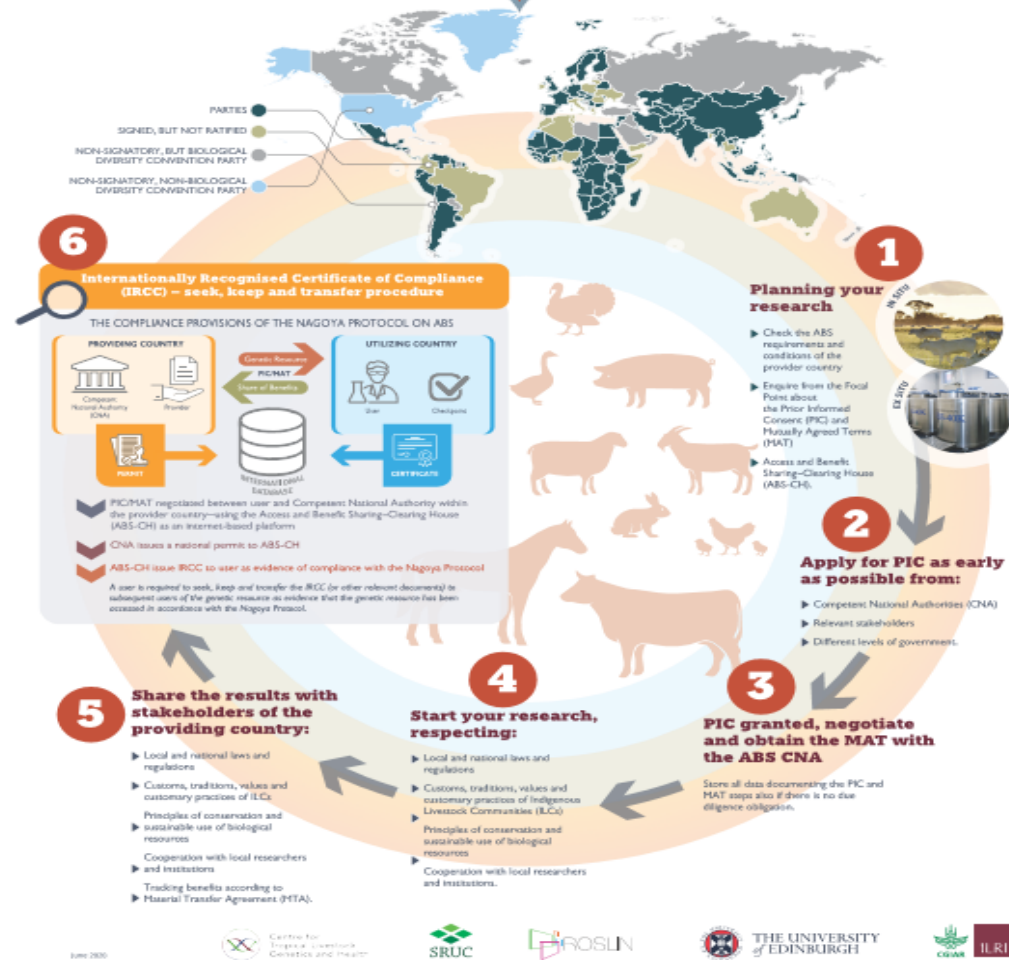 PARTIES
SIGNED, BUT NOT RATIFIED
NON-SIGNATORY, BUT BIOLOGICAL
DIVERSITY CONVENTION PARTY
NON-SIGNATORY, NON-BIOLOGICAL
DIVERSITY CONVENTION PARTY
6
Internationally Recognised Certificate of Compliance
(IRCC) – seek, keep and transfer procedure
THE COMPLIANCE PROVISIONS OF THE NAGOYA PROTOCOL ON ABS
PROVIDING COUNTRY
Competent
National Authority
(CNA)
Provider
Genetic Resource
PIC/MAT
Share of Benefits
UTILIZING COUNTRY
User
Checkpoint
PERMIT
INTERNATIONAL
DATABASE
CERTIFICATE
PIC/MAT negotiated between user and Competent National Authority within
the provider country—using the Access and Benefit Sharing–Clearing House
(ABS-CH) as an internet-based platform
CNA issues a national permit to ABS-CH
ABS-CH issue IRCC to user as evidence of compliance with the Nagoya Protocol
A user is required to seek, keep and transfer the IRCC (or other relevant documents) to
subsequent users of the genetic resource as evidence that the genetic resource has been
accessed in accordance with the Nagoya Protocol.
1
Planning your
research
IN SITU
EX SITU
Check the ABS
requirements and
conditions of the
provider country
Enquire from the Focal
Point about
the Prior Informed
Consent (PIC) and
Mutually Agreed Terms
(MAT)
Access and Benefit
Sharing–Clearing House
(ABS-CH).
2
Apply for PIC as early
as possible from:
Competent National Authorities (CNA)
Relevant stakeholders
Different levels of government.
3
PIC granted, negotiate
and obtain the MAT with
the ABS CNA
Store all data documenting the PIC and
MAT steps also if there is no due
diligence obligation.
4
Start your research,
respecting:
Local and national laws and
regulations
Customs, traditions, values and
customary practices of Indigenous
Livestock Communities (ILCs)
Principles of conservation and
sustainable use of biological
resources
Cooperation with local researchers
and institutions.
5
Share the results with
stakeholders of the
providing country:
Local and national laws and
regulations
Customs, traditions, values and
customary practices of ILCs
Principles of conservation and
sustainable use of biological
resources
Cooperation with local researchers
and institutions
Tracking benefits according to
Material Transfer Agreement (MTA).
June 2020
Centre for
Tropical Livestock
Genetics and Health
SRUC
ROSLIN
THE UNIVERSITY
of EDINBURGH
CGIAR
ILRI